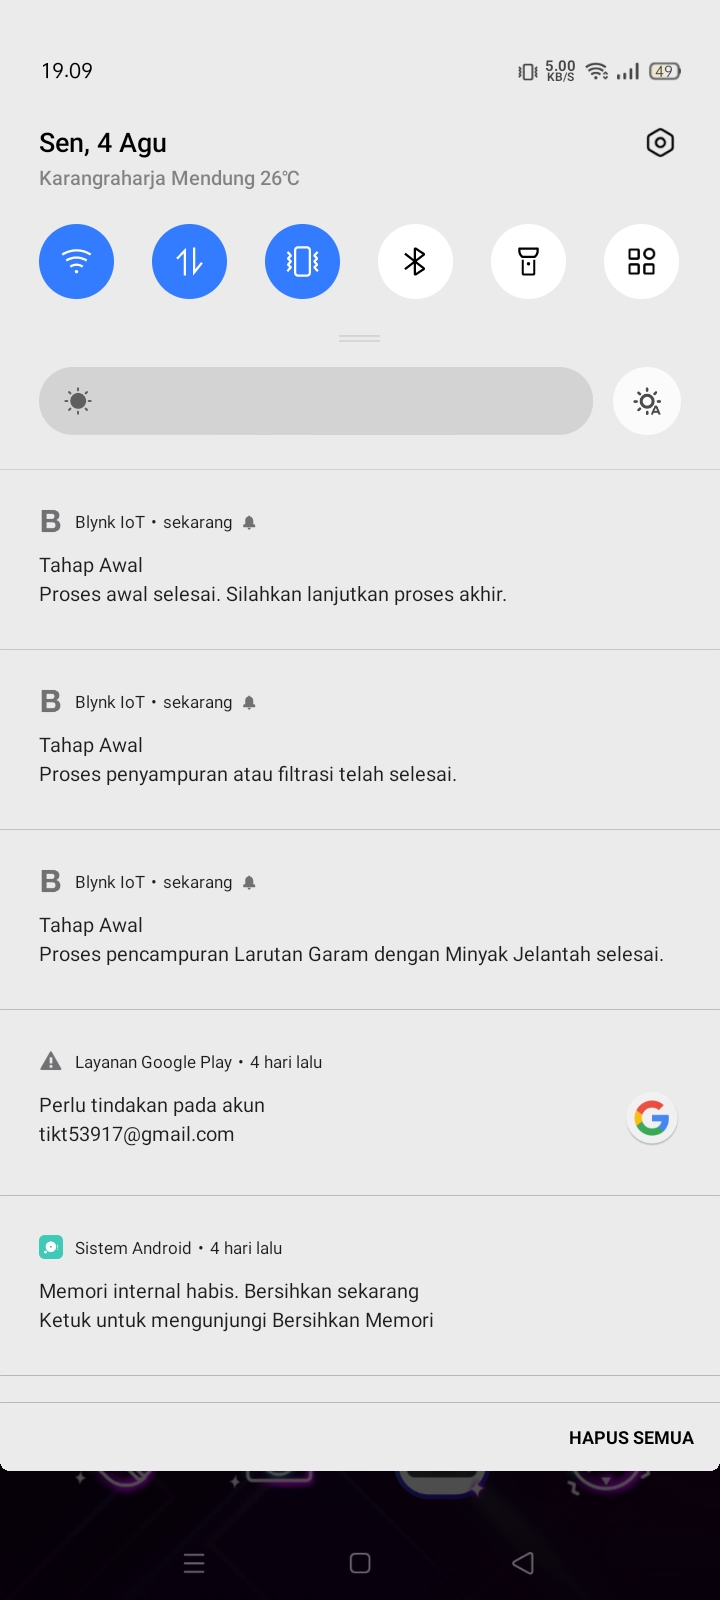 19.09
5.00
KB/S
49
Sen, 4 Agu
Karangraharja Mendung 26°C
A
B Blynk IoT • sekarang
Tahap Awal
Proses awal selesai. Silahkan lanjutkan proses akhir.
B Blynk IoT • sekarang
Tahap Awal
Proses penyampuran atau filtrasi telah selesai.
B Blynk IoT • sekarang
Tahap Awal
Proses pencampuran Larutan Garam dengan Minyak Jelantah selesai.
Layanan Google Play • 4 hari lalu
Perlu tindakan pada akun
tikt53917@gmail.com
G
Sistem Android • 4 hari lalu
Memori internal habis. Bersihkan sekarang
Ketuk untuk mengunjungi Bersihkan Memori
HAPUS SEMUA